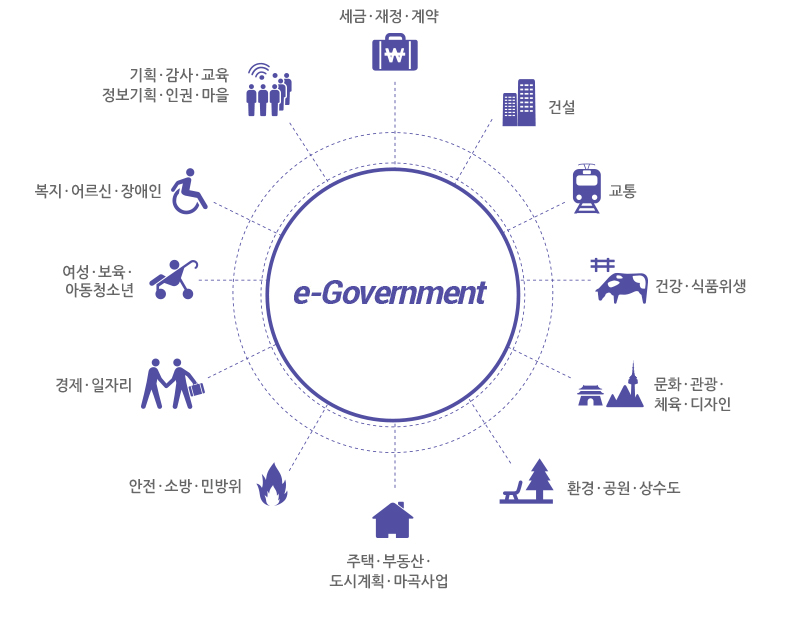 세금·재정·계약
기획·감사·교육
정보기획·인권·마을
건설
복지·어르신·장애인
교통
여성·보육·
아동청소년
e-Government
건강·식품위생
경제·일자리
문화·관광·
체육·디자인
안전·소방·민방위
환경·공원·상수도
주택·부동산·
도시계획·마곡사업